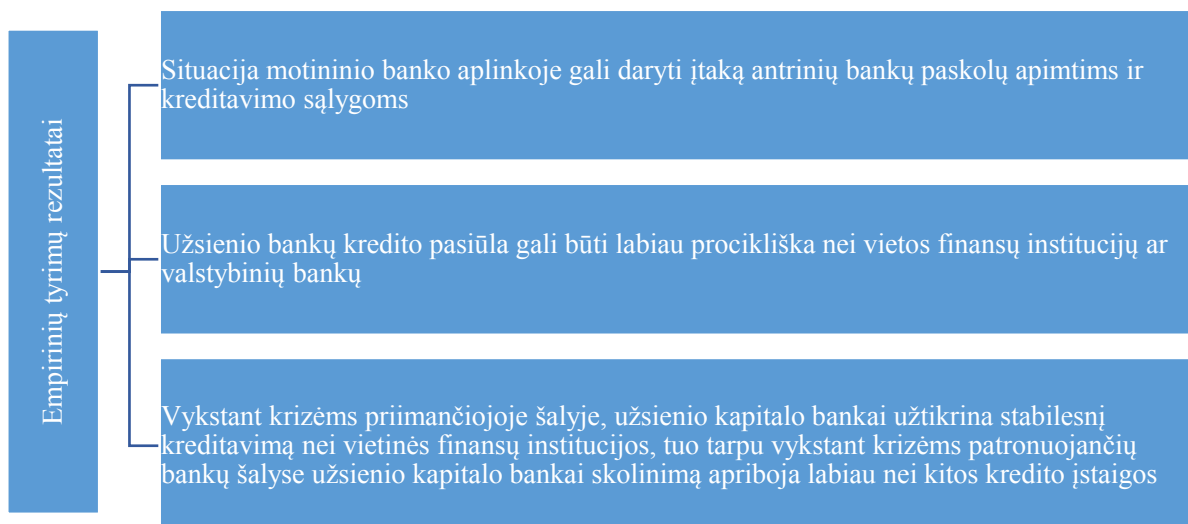 Empirinių tyrimų rezultatai
Situacija motininio banko aplinkoje gali daryti įtaką antrinių bankų paskolų apimtims ir
kreditavimo sąlygoms
Užsienio bankų kredito pasiūla gali būti labiau procikliška nei vietos finansų institucijų ar
valstybinių bankų
Vykstant krizėms priimančiojoje šalyje, užsienio kapitalo bankai užtikrina stabilesnį
kreditavimą nei vietinės finansų institucijos, tuo tarpu vykstant krizėms patronuojančių
bankų šalyse užsienio kapitalo bankai skolinimą apriboja labiau nei kitos kredito įstaigos